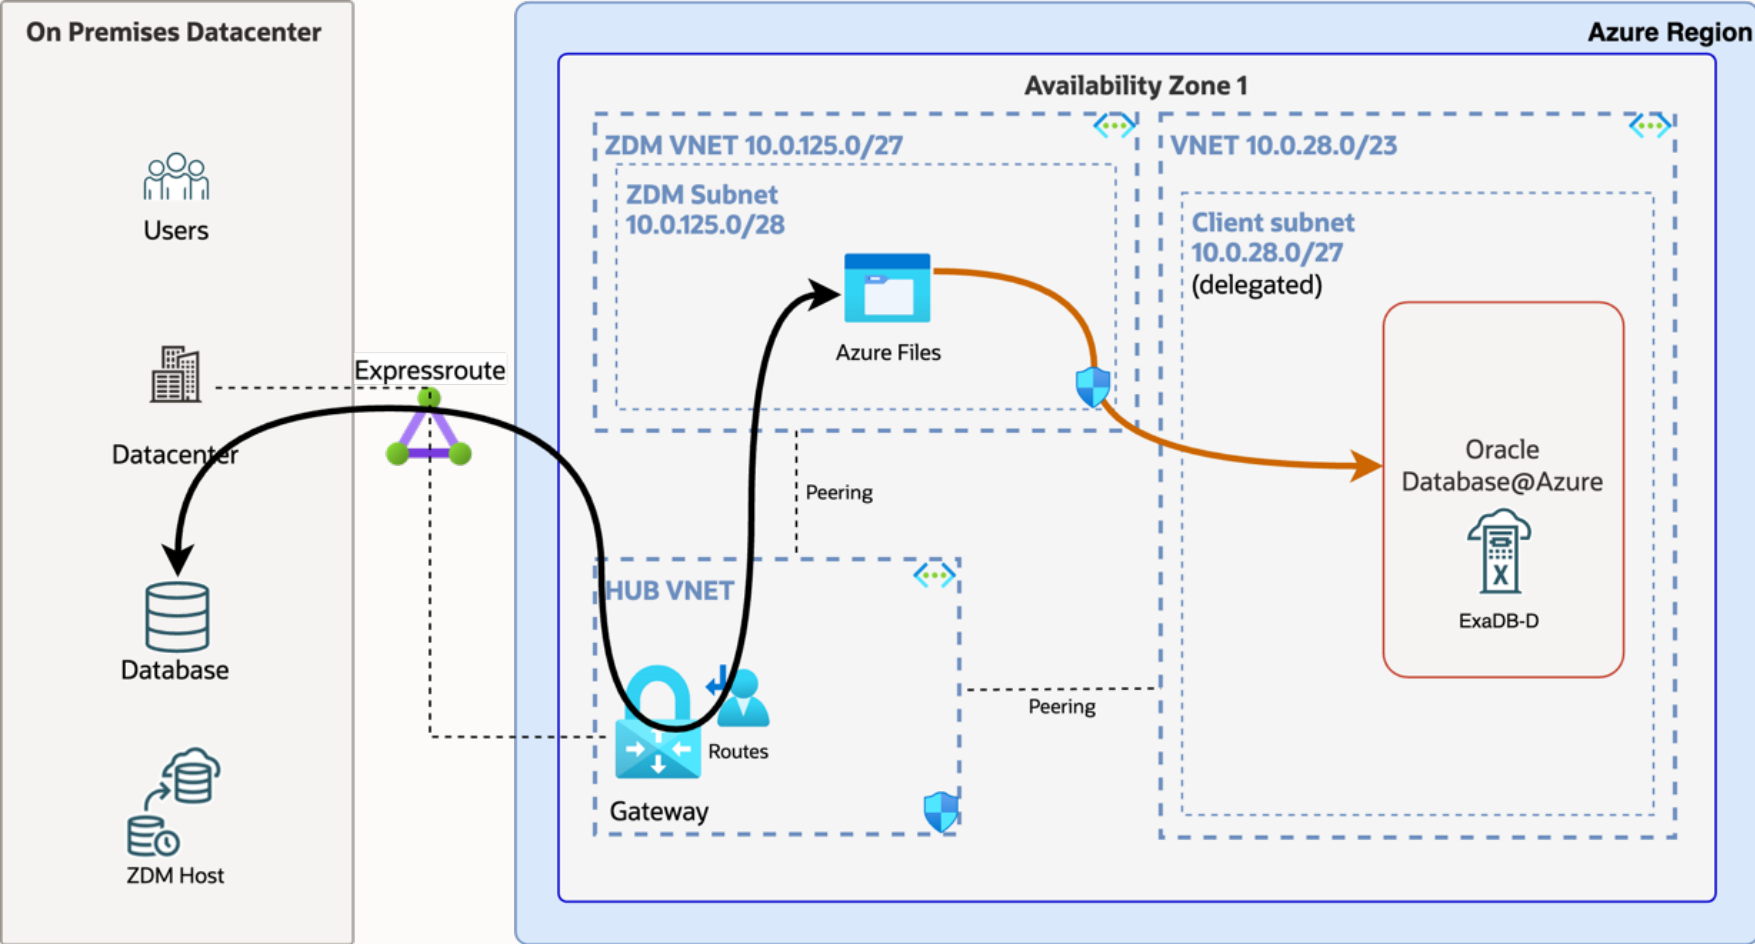 On Premises Datacenter
Users
Datacenter
Database
ZDM Host
Expressroute
Azure Region
Availability Zone 1
ZDM VNET 10.0.125.0/27
ZDM Subnet
10.0.125.0/28
Azure Files
Peering
HUB VNET
Routes
Gateway
Peering
VNET 10.0.28.0/23
Client subnet
10.0.28.0/27
(delegated)
Oracle
Database@Azure
X
ExaDB-D